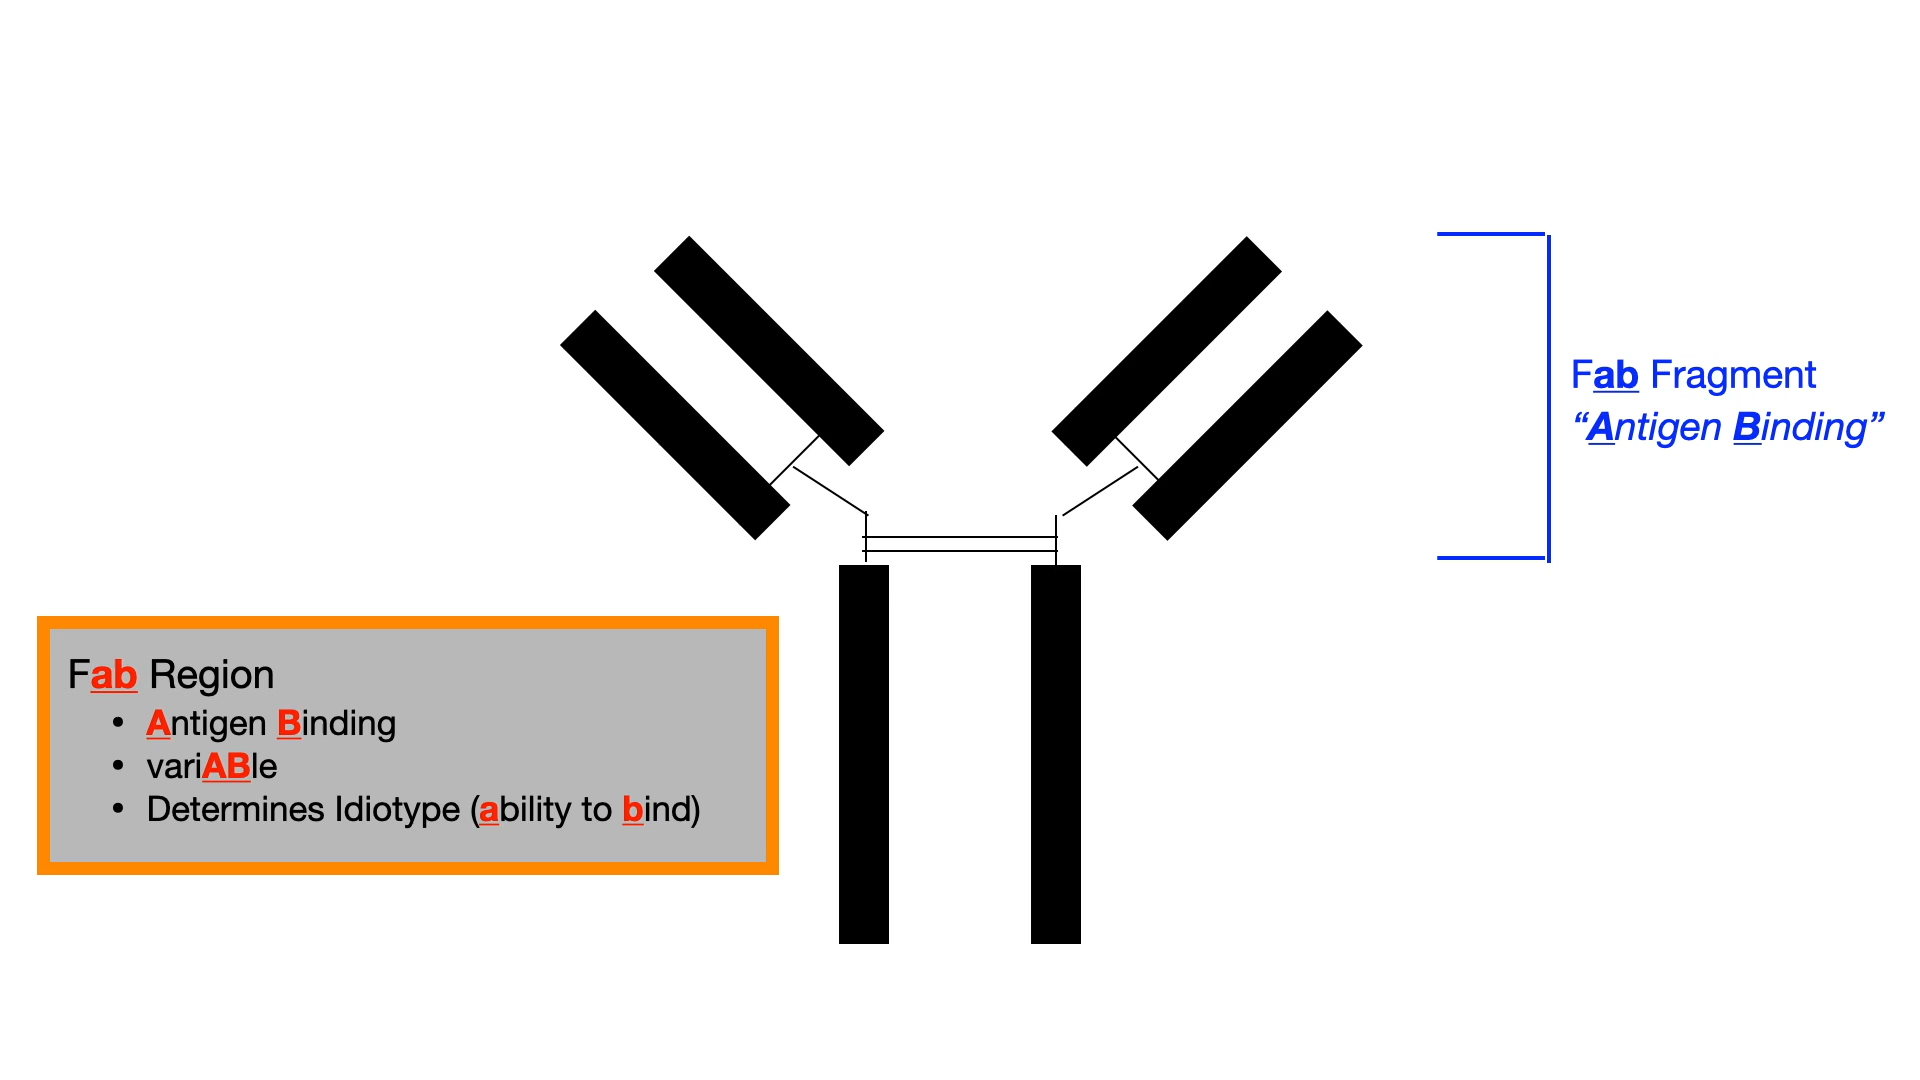 Fab Fragment
“Antigen Binding”
Fab Region
• Antigen Binding
• variABle
• Determines Idiotype (ability to bind)